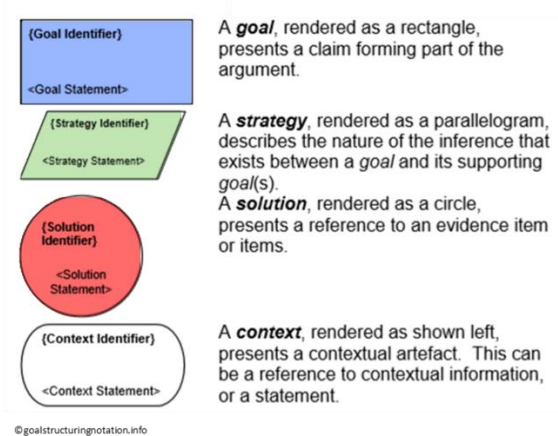 {Goal Identifier}
<Goal Statement>
A goal, rendered as a rectangle,
presents a claim forming part of the
argument.
{Strategy Identifier}
<Strategy Statement>
A strategy, rendered as a parallelogram,
describes the nature of the inference that
exists between a goal and its supporting
goal(s).
{Solution
Identifier}
<Solution
Statement>
A solution, rendered as a circle,
presents a reference to an evidence item
or items.
{Context Identifier}
<Context Statement>
A context, rendered as shown left,
presents a contextual artefact. This can
be a reference to contextual information,
or a statement.
©goalstructuringnotation.info